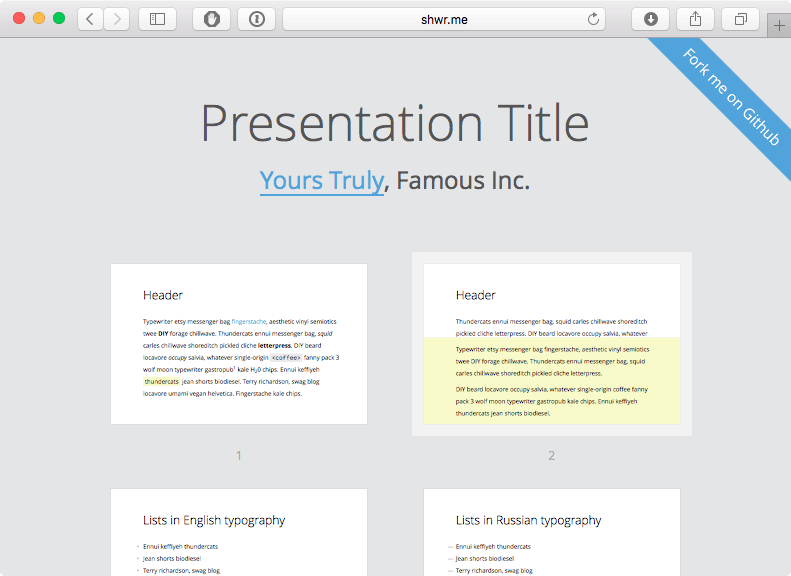 shwr.me
Fork me on Github
Presentation Title
Yours Truly, Famous Inc.
Header
Typewriter etsy messenger bag fingerstache, aesthetic vinyl semiotics
twee DIY forage chillwave. Thundercats ennui messenger bag, squid
carles chillwave shoreditch pickled cliche letterpress. DIY beard
locavore occupy salvia, whatever single-origin <coffee> fanny pack 3
wolf moon typewriter gastropub¹ kale H₂0 chips. Ennui keffiyeh
thundercats jean shorts biodiesel. Terry richardson, swag blog
locavore umami vegan helvetica. Fingerstache kale chips.
1
Header
Thundercats ennui messenger bag, squid carles chillwave shoreditch
pickled cliche letterpress. DIY beard locavore occupy salvia, whatever
Typewriter etsy messenger bag fingerstache, aesthetic vinyl semiotics
twee DIY forage chillwave. Thundercats ennui messenger bag, squid
carles chillwave shoreditch pickled cliche letterpress.
DIY beard locavore occupy salvia, whatever single-origin coffee fanny
pack 3 wolf moon typewriter gastropub kale chips. Ennui keffiyeh
thundercats jean shorts biodiesel.
2
Lists in English typography
• Ennui keffiyeh thundercats
• Jean shorts biodiesel
• Terry richardson, swag blog
Lists in Russian typography
— Ennui keffiyeh thundercats
— Jean shorts biodiesel
— Terry richardson, swag blog